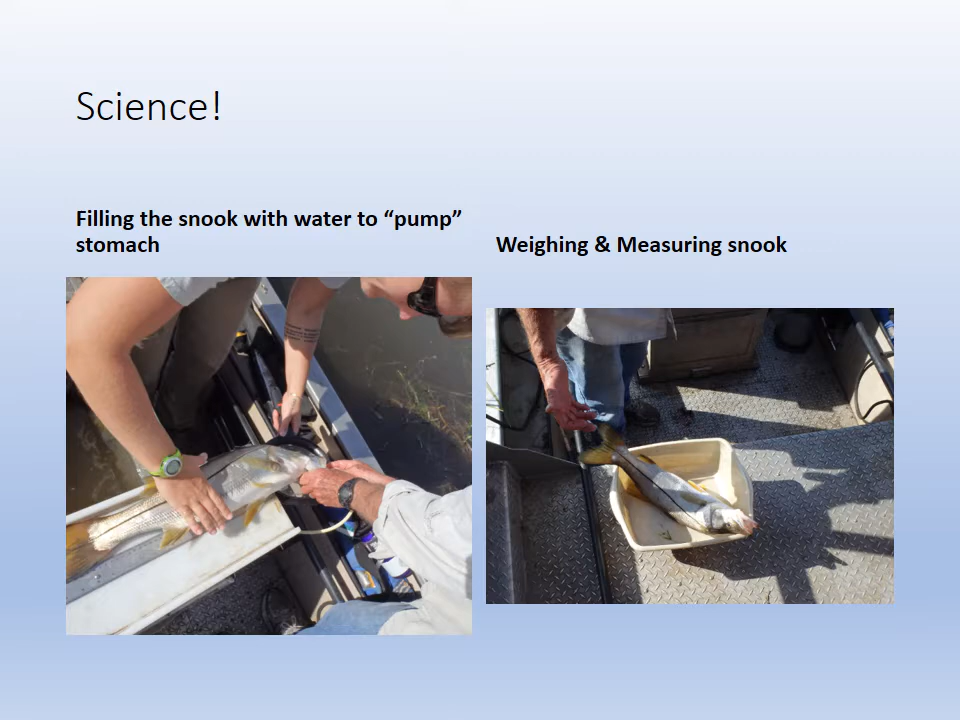 Science!
Filling the snook with water to “pump”
stomach
Weighing & Measuring snook